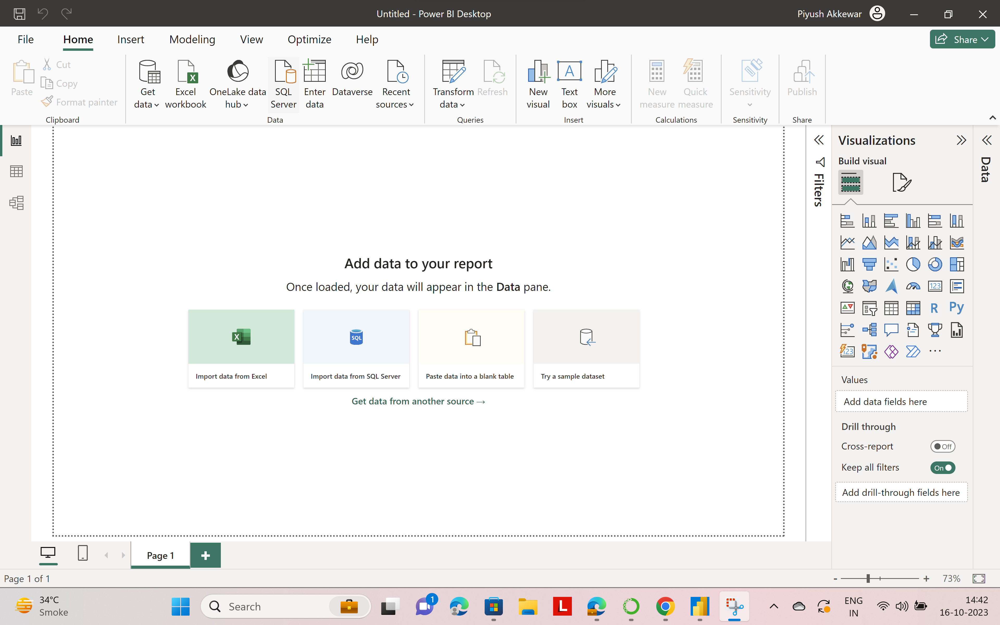 Untitled - Power BI Desktop
Piyush Akkewar
File
Home
Insert
Modeling
View
Optimize
Help
Share
Paste
Cut
Copy
Format painter
Clipboard
Get
data
Excel
workbook
OneLake data
hub
SQL
Server
Enter
data
Dataverse
Recent
sources
Data
Transform
data
Refresh
Queries
New
visual
A
Text
box
More
visuals
Insert
New
measure
Quick
measure
Calculations
Sensitivity
Sensitivity
Publish
Share
Add data to your report
Once loaded, your data will appear in the Data pane.
X
SQL
Import data from Excel
Import data from SQL Server
Paste data into a blank table
Try a sample dataset
Get data from another source →
Filters
Visualizations
Build visual
123
R
Py
123
Values
Add data fields here
Drill through
Cross-report
Off
Keep all filters
On
Add drill-through fields here
Data
Page 1
Page 1 of 1
- + 73%
34°C
Smoke
Search
1
L
ENG
IN
14:42
16-10-2023